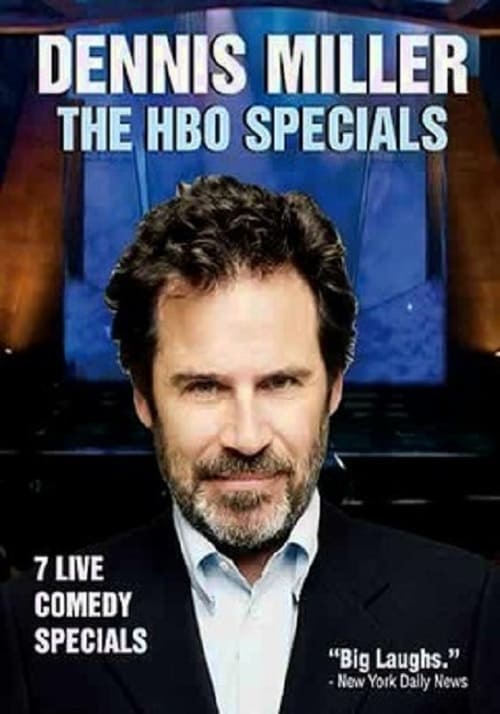 DENNIS MILLER
THE HBO SPECIALS
7 LIVE
COMEDY
SPECIALS
“Big Laughs.”
- New York Daily News